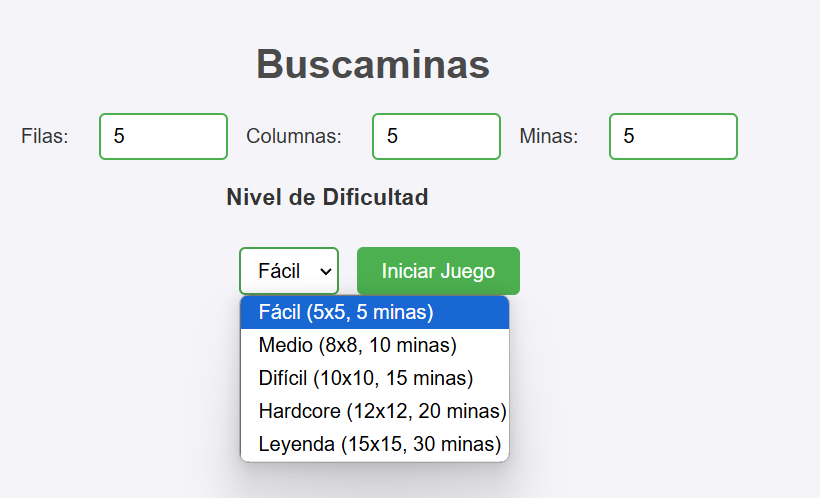 Buscaminas
Filas: 5 Columnas: 5 Minas: 5
Nivel de Dificultad
Fácil Iniciar Juego
Fácil (5x5, 5 minas)
Medio (8x8, 10 minas)
Difícil (10x10, 15 minas)
Hardcore (12x12, 20 minas)
Leyenda (15x15, 30 minas)